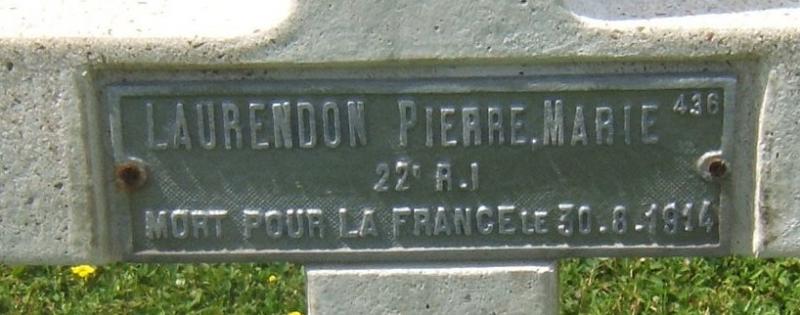 LAURENDON PIERRE.MARIE 436
22e R.I
MORT POUR LA FRANCE LE 30.8.1914